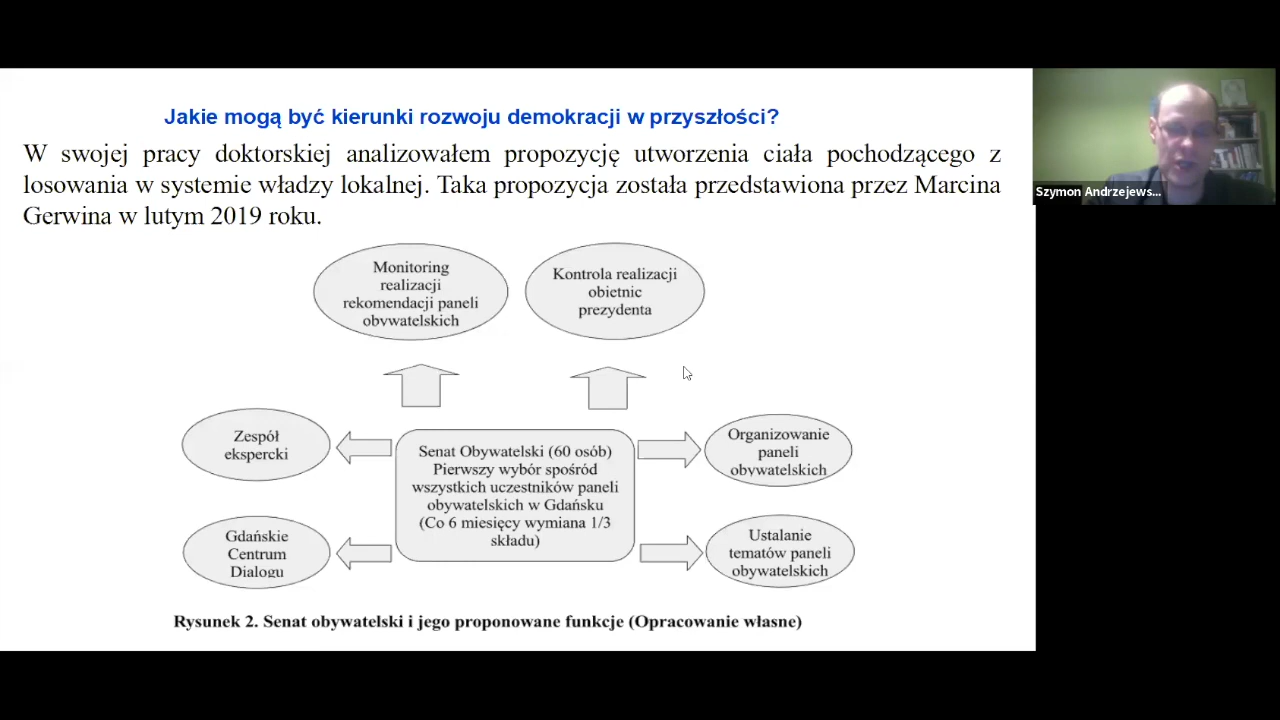 Jakie mogą być kierunki rozwoju demokracji w przyszłości?
W swojej pracy doktorskiej analizowałem propozycję utworzenia ciała pochodzącego z
losowania w systemie władzy lokalnej. Taka propozycja została przedstawiona przez Marcina
Gerwina w lutym 2019 roku.
Szymon Andrzejews...
Monitoring
realizacji
rekomendacji paneli
obywatelskich
Kontrola realizacji
obietnic
prezydenta
Zespół
ekspercki
Senat Obywatelski (60 osób)
Pierwszy wybór spośród
wszystkich uczestników paneli
obywatelskich w Gdańsku
(Co 6 miesięcy wymiana 1/3
składu)
Organizowanie
paneli
obywatelskich
Gdańskie
Centrum
Dialogu
Ustalanie
tematów paneli
obywatelskich
Rysunek 2. Senat obywatelski i jego proponowane funkcje (Opracowanie własne)